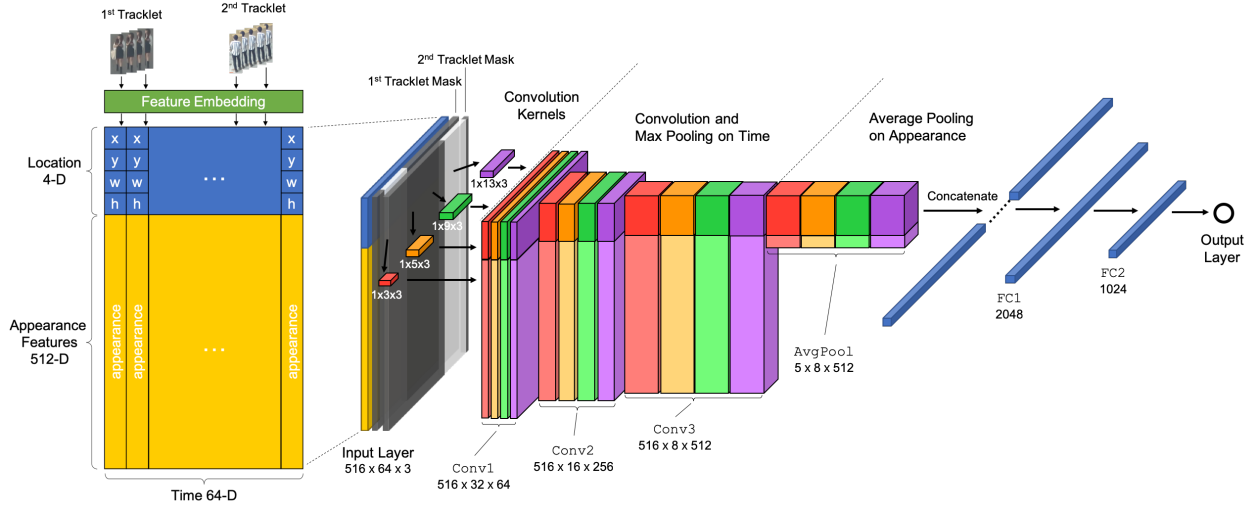 1st Tracklet
2nd Tracklet
Feature Embedding
x x x
y y y
w w ... w
h h h
Location
4-D
Appearance
Features
512-D
appearance
appearance
...
appearance
Time 64-D
2nd Tracklet Mask
1st Tracklet Mask
Convolution
Kernels
1x13x3
1x9x3
1x5x3
1x3x3
Input Layer
516 x 64 x 3
Conv1
516 x 32 x 64
Conv2
516 x 16 x 256
Convolution and
Max Pooling on Time
Conv3
516 x 8 x 512
Average Pooling
on Appearance
AvgPool
5 x 8 x 512
Concatenate
FC1
2048
FC2
1024
Output
Layer